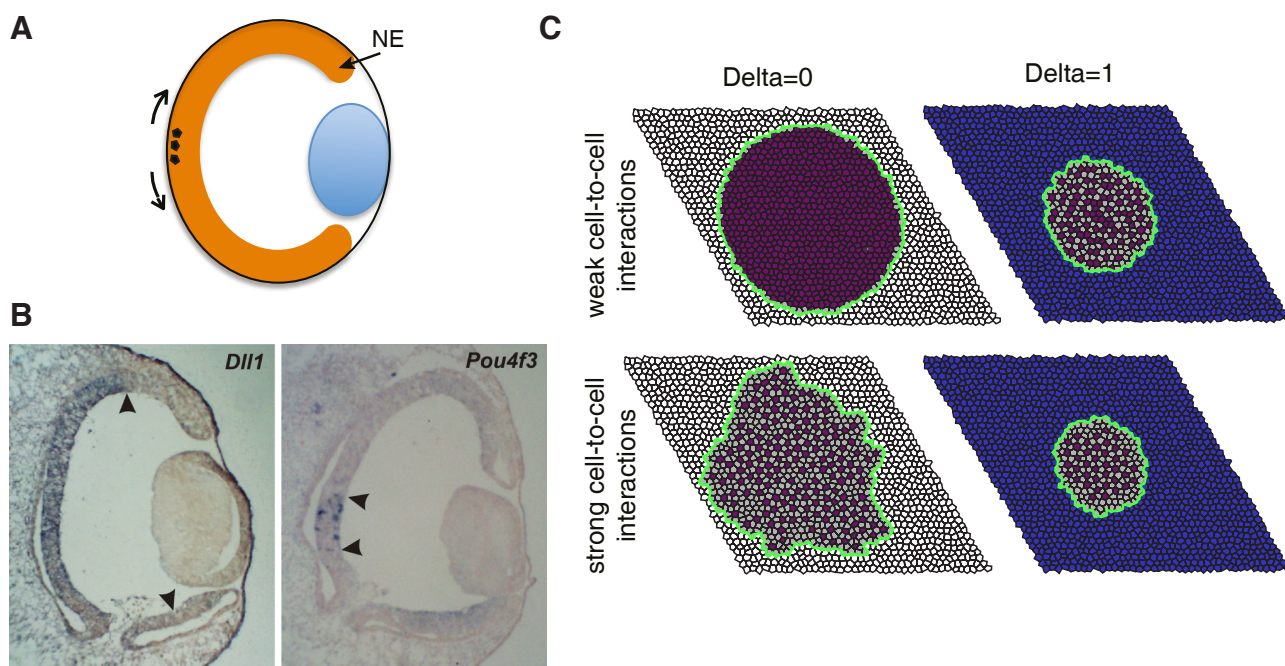 A
NE
B
Dll1
Pou4f3
C
Delta=0
Delta=1
weak cell-to-cell
interactions
strong cell-to-cell
interactions